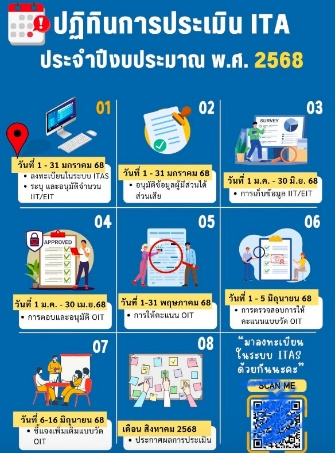 ปฏิทินการประเมิน ITA
ประจำปีงบประมาณ พ.ศ. 2568
01
วันที่ 1 - 31 มกราคม 68
• ลงทะเบียนในระบบ ITAS
• ระบุ และอนุมัติจำนวน
IIT/EIT
02
วันที่ 1 - 31 มกราคม 68
• อนุมัติข้อมูลผู้มีส่วนได้
ส่วนเสีย
SURVEY
03
วันที่ 1 ม.ค. - 30 มิ.ย. 68
• การเก็บข้อมูล IIT/EIT
04
APPROVED
วันที่ 1 ม.ค. - 30 เม.ย.68
• การตอบและอนุมัติ OIT
05
วันที่ 1-31 พฤษภาคม 68
• การให้คะแนน OIT
06
วันที่ 1 - 5 มิถุนายน 68
• การตรวจสอบการให้
คะแนนแบบวัด OIT
07
วันที่ 6-16 มิถุนายน 68
• ชี้แจงเพิ่มเติมแบบวัด
OIT
08
เดือน สิงหาคม 2568
• ประกาศผลการประเมิน
"มาลงทะเบียน
ในระบบ ITAS
ด้วยกันนะคะ"
SCAN ME